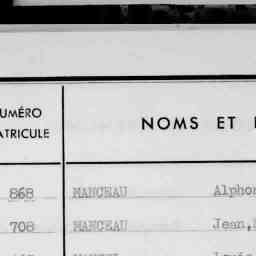 UMÉRO
ATRICULE
NOMS ET
868 MANCEAU Alphon
708 MANCEAU Jean,